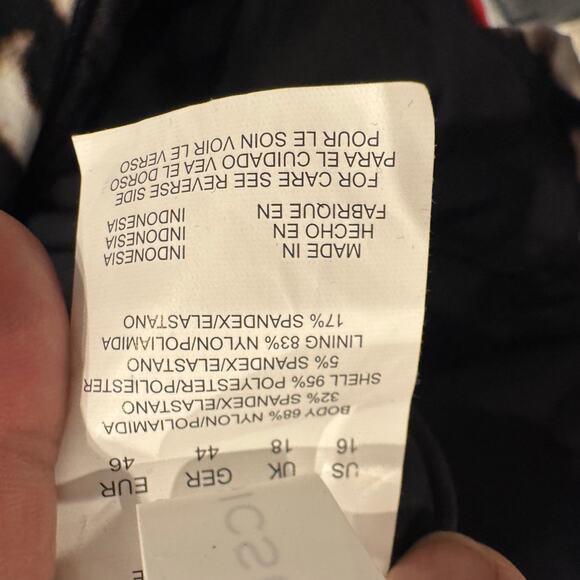 US UK GER EUR
16 18 44 46
BODY 68% NYLON/POLIAMIDA
32% SPANDEX/ELASTANO
SHELL 95% POLYESTER/POLIESTER
5% SPANDEX/ELASTANO
LINING 83% NYLON/POLIAMIDA
17% SPANDEX/ELASTANO
MADE IN INDONESIA
HECHO EN INDONESIA
FABRIQUE EN INDONESIA
FOR CARE SEE REVERSE SIDE
PARA EL CUIDADO VEA EL DORSO
POUR LE SOIN VOIR LE VERSO